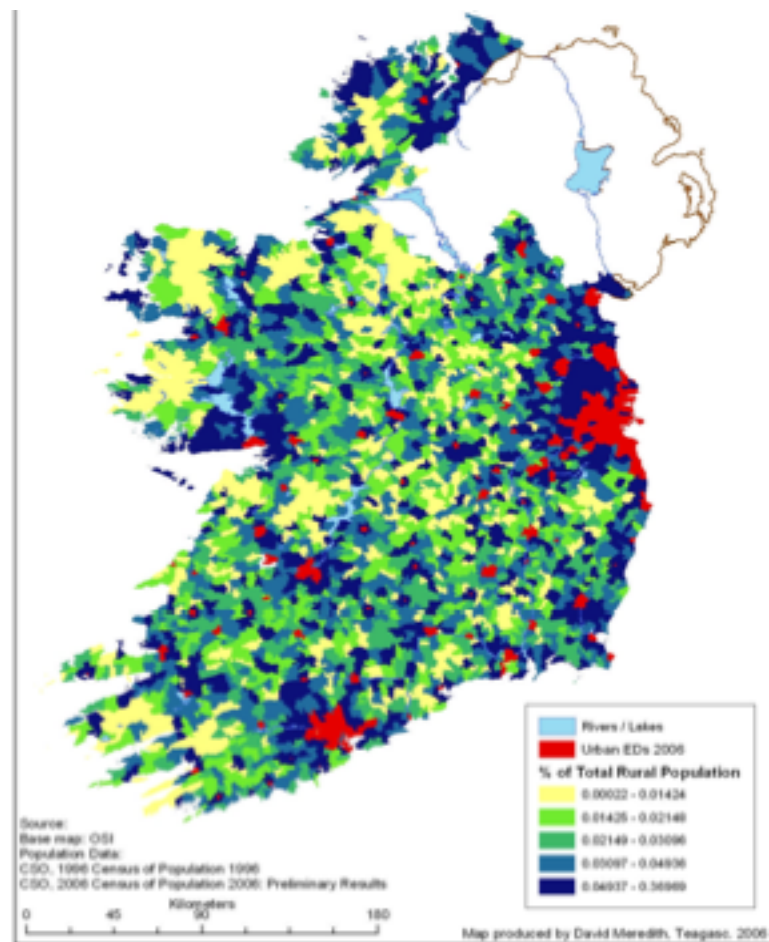 Rivers / Lakes
Urban EDs 2006
% of Total Rural Population
0.00022 - 0.01424
0.01425 - 0.02148
0.02149 - 0.03096
0.03097 - 0.04936
0.04937 - 0.36969
Source:
Base map: OSI
Population Data:
CSO, 1996 Census of Population 1996
CSO, 2006 Census of Population 2006: Preliminary Results
Kilometers
0 45 90 180
Map produced by David Meredith, Teagasc, 2006